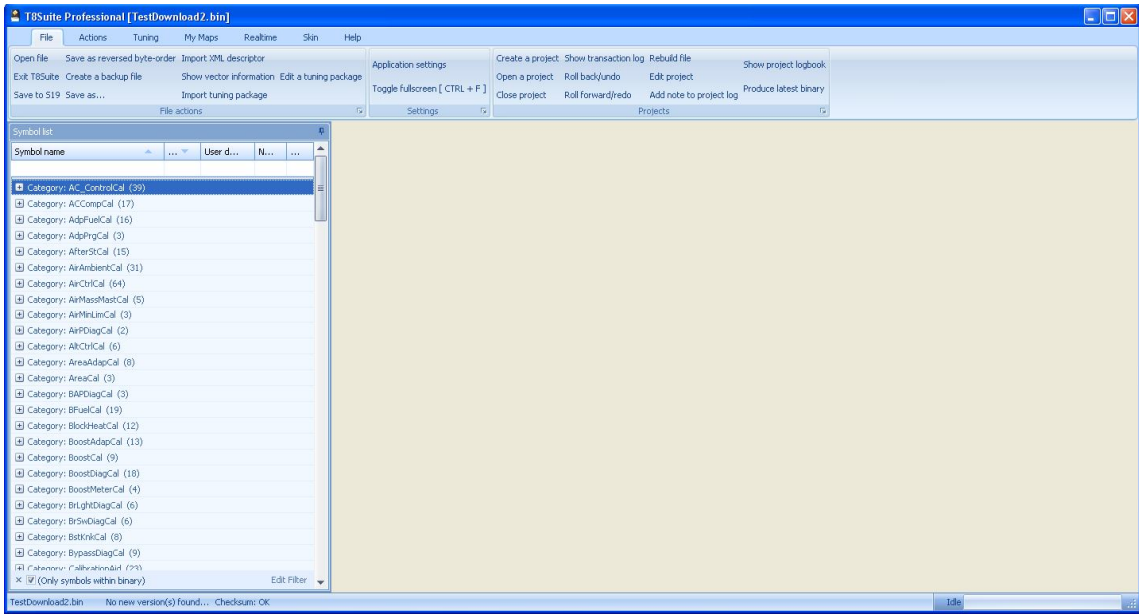 T8Suite Professional [TestDownload2.bin]
File Actions Tuning My Maps Realtime Skin Help
Open file Save as reversed byte-order Import XML descriptor
Exit T8Suite Create a backup file Show vector information Edit a tuning package
Save to S19 Save as... Import tuning package
File actions
Application settings
Toggle fullscreen [ CTRL + F ]
Settings
Create a project Show transaction log Rebuild file Show project logbook
Open a project Roll back/undo Edit project
Close project Roll forward/redo Add note to project log Produce latest binary
Projects
Symbol list
Symbol name ... User d... N... ...
Category: AC_ControlCal (39)
Category: ACCompCal (17)
Category: AdpFuelCal (16)
Category: AdpPrgCal (3)
Category: AfterStCal (15)
Category: AirAmbientCal (31)
Category: AirCtrlCal (64)
Category: AirMassMastCal (5)
Category: AirMinLimCal (3)
Category: AirPDiagCal (2)
Category: AltCtrlCal (6)
Category: AreaAdapCal (8)
Category: AreaCal (3)
Category: BAPDiagCal (3)
Category: BFuelCal (19)
Category: BlockHeatCal (12)
Category: BoostAdapCal (13)
Category: BoostCal (9)
Category: BoostDiagCal (18)
Category: BoostMeterCal (4)
Category: BrLghtDiagCal (6)
Category: BrSwDiagCal (6)
Category: BstKnkCal (8)
Category: BypassDiagCal (9)
Category: CalibrationAid (23)
(Only symbols within binary) Edit Filter
TestDownload2.bin No new version(s) found... Checksum: OK Idle